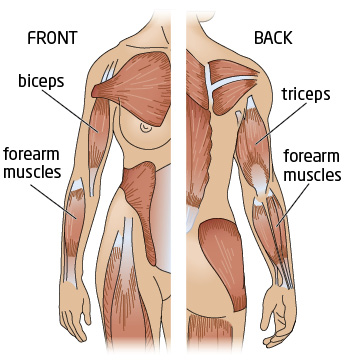 FRONT
BACK
biceps
triceps
forearm
muscles
forearm
muscles